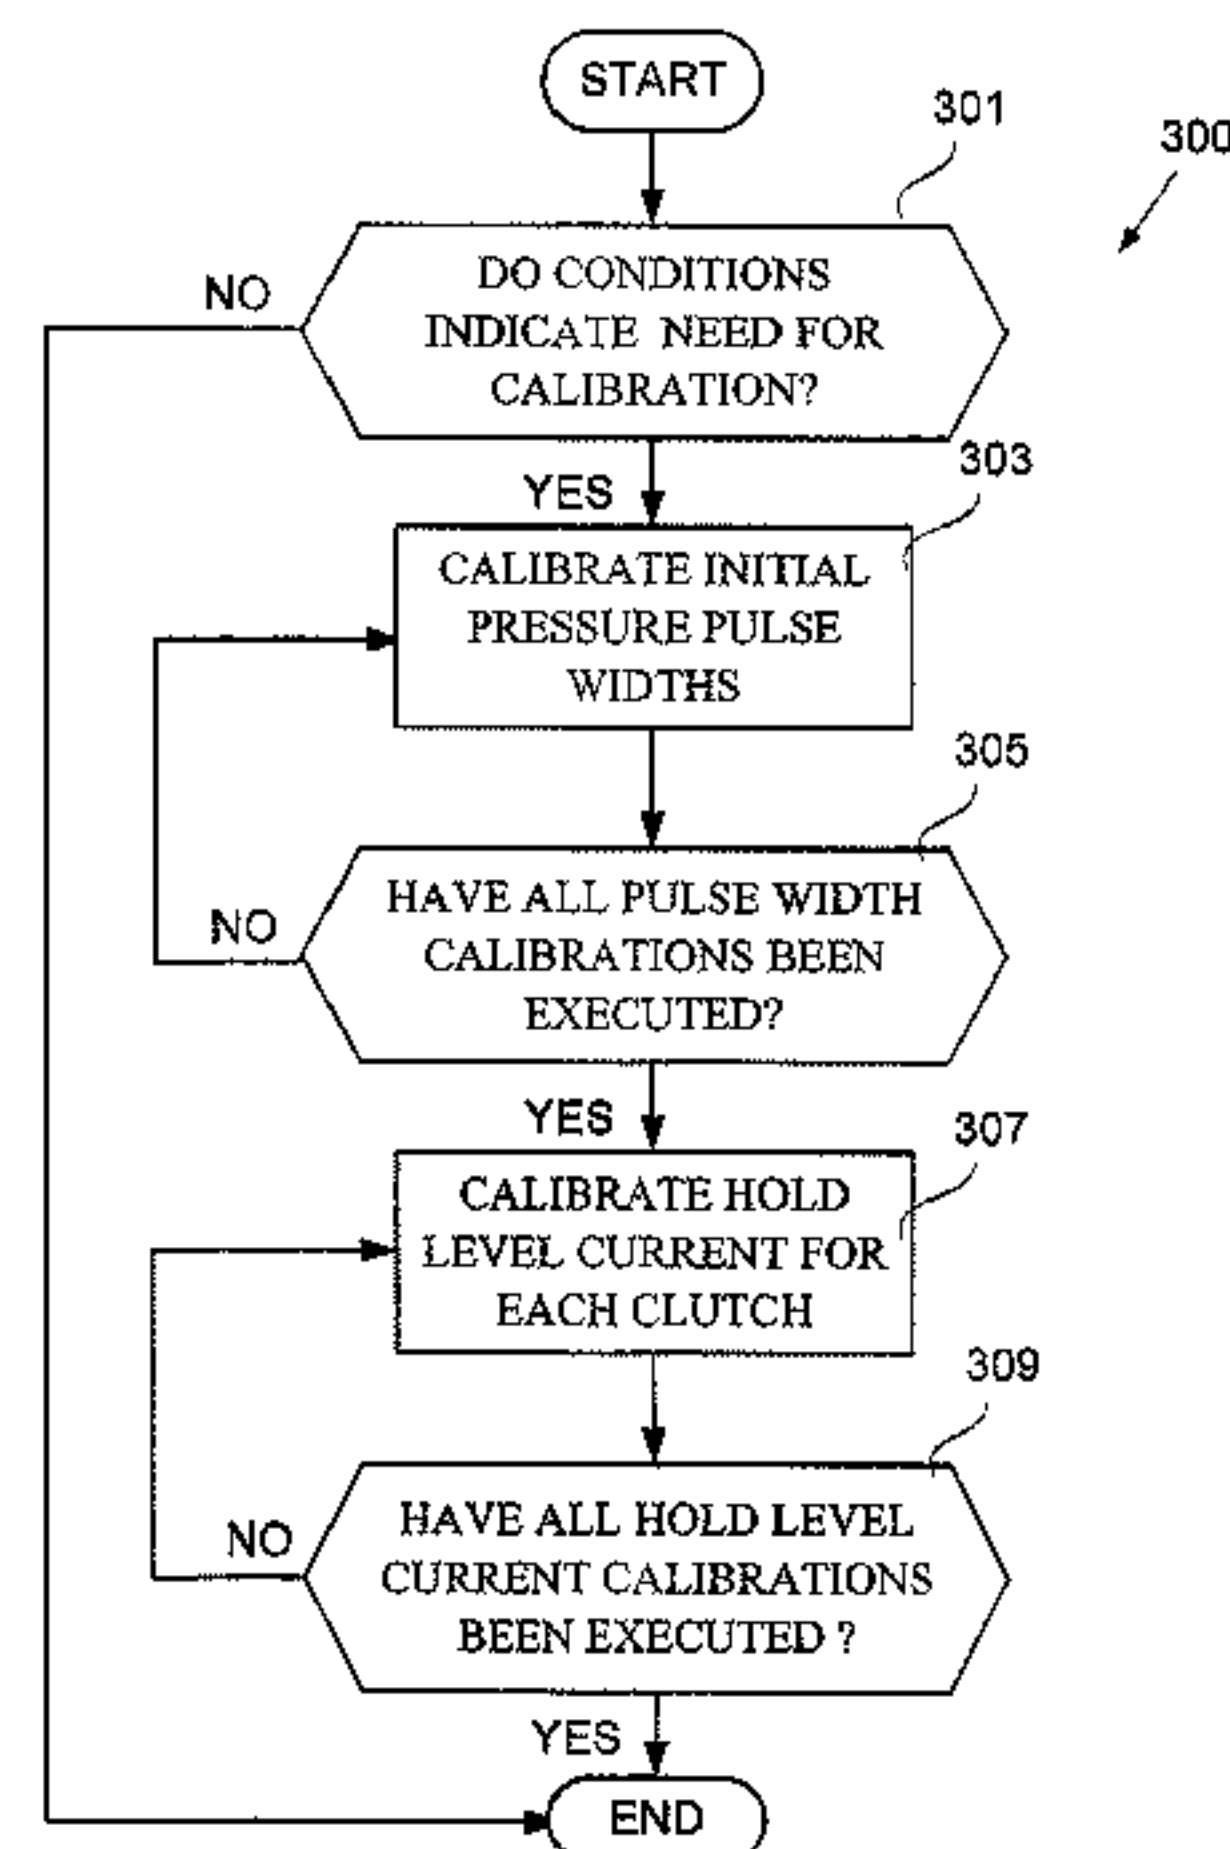 START
301
300
DO CONDITIONS
INDICATE NEED FOR
CALIBRATION?
NO
YES
303
CALIBRATE INITIAL
PRESSURE PULSE
WIDTHS
305
HAVE ALL PULSE WIDTH
CALIBRATIONS BEEN
EXECUTED?
NO
YES
307
CALIBRATE HOLD
LEVEL CURRENT FOR
EACH CLUTCH
309
HAVE ALL HOLD LEVEL
CURRENT CALIBRATIONS
BEEN EXECUTED ?
NO
YES
END